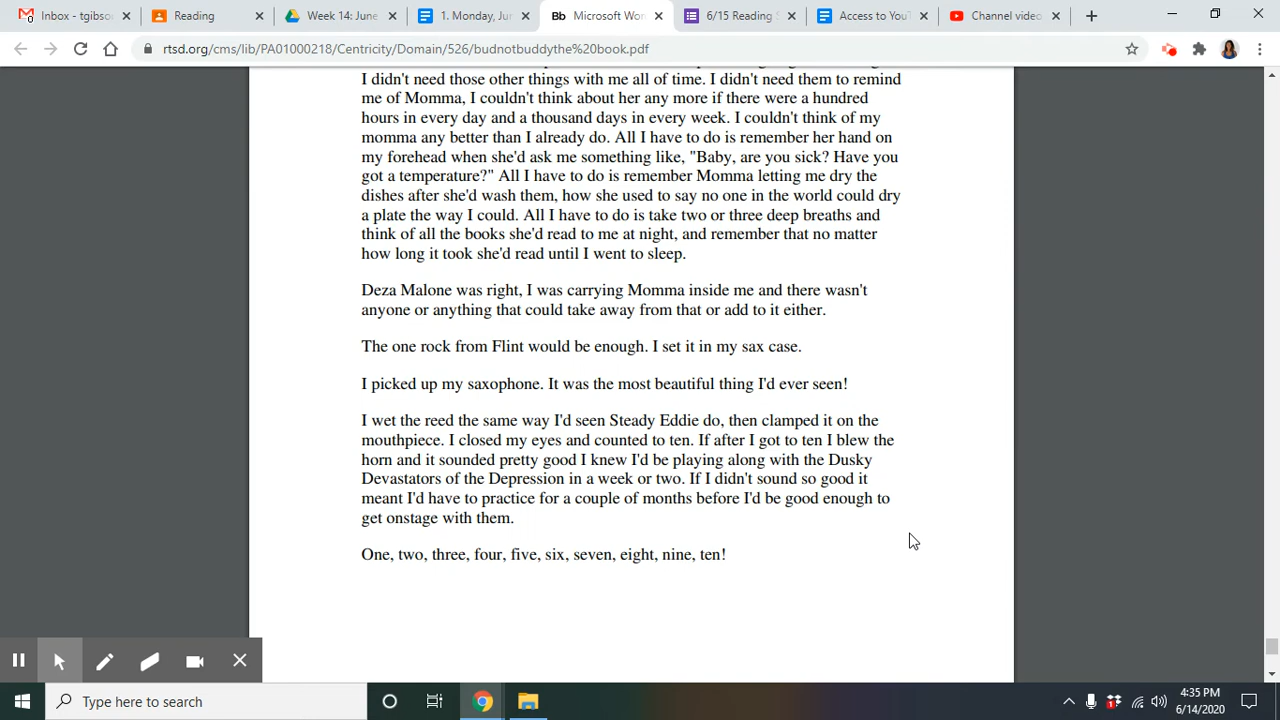 Inbox - tgibso
Reading
Week 14: June
1. Monday, Ju
Bb
Microsoft Wor
6/15 Reading S
Access to YouT
Channel video
rtsd.org/cms/lib/PA01000218/Centricity/Domain/526/budnotbuddythe%20book.pdf
I didn't need those other things with me all of time. I didn't need them to remind
me of Momma, I couldn't think about her any more if there were a hundred
hours in every day and a thousand days in every week. I couldn't think of my
momma any better than I already do. All I have to do is remember her hand on
my forehead when she'd ask me something like, "Baby, are you sick? Have you
got a temperature?" All I have to do is remember Momma letting me dry the
dishes after she'd wash them, how she used to say no one in the world could dry
a plate the way I could. All I have to do is take two or three deep breaths and
think of all the books she'd read to me at night, and remember that no matter
how long it took she'd read until I went to sleep.
Deza Malone was right, I was carrying Momma inside me and there wasn't
anyone or anything that could take away from that or add to it either.
The one rock from Flint would be enough. I set it in my sax case.
I picked up my saxophone. It was the most beautiful thing I'd ever seen!
I wet the reed the same way I'd seen Steady Eddie do, then clamped it on the
mouthpiece. I closed my eyes and counted to ten. If after I got to ten I blew the
horn and it sounded pretty good I knew I'd be playing along with the Dusky
Devastators of the Depression in a week or two. If I didn't sound so good it
meant I'd have to practice for a couple of months before I'd be good enough to
get onstage with them.
One, two, three, four, five, six, seven, eight, nine, ten!
Type here to search
4:35 PM
6/14/2020